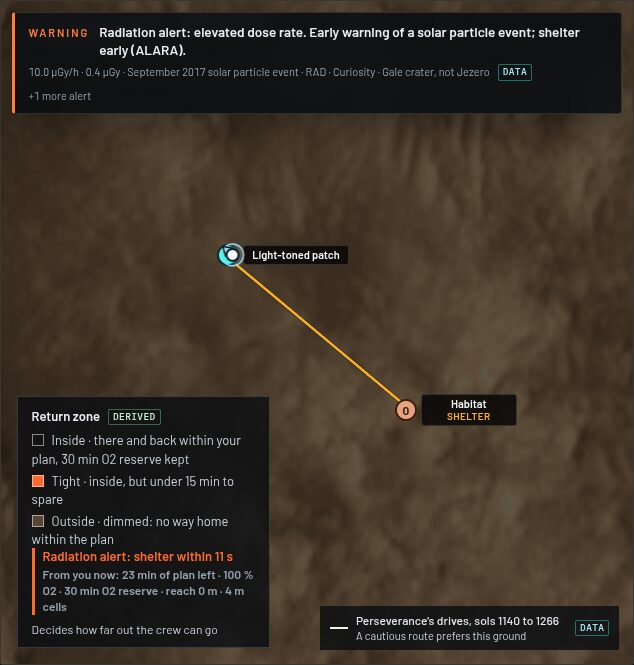 WARNING Radiation alert: elevated dose rate. Early warning of a solar particle event; shelter
early (ALARA).
10.0 µGy/h · 0.4 µGy · September 2017 solar particle event · RAD · Curiosity · Gale crater, not Jezero DATA
+1 more alert
Light-toned patch
0
Habitat
SHELTER
Return zone DERIVED
Inside · there and back within your
plan, 30 min O2 reserve kept
Tight · inside, but under 15 min to
spare
Outside · dimmed: no way home
within the plan
Radiation alert: shelter within 11 s
From you now: 23 min of plan left · 100 %
O2 · 30 min O2 reserve · reach 0 m · 4 m
cells
Decides how far out the crew can go
Perseverance's drives, sols 1140 to 1266
A cautious route prefers this ground
DATA